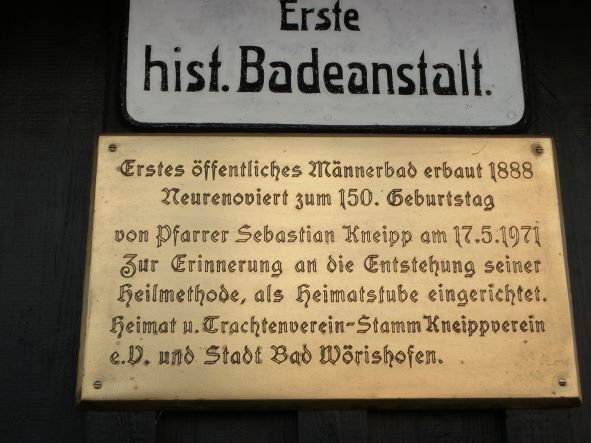 Erste
hist. Badeanstalt.
Erstes öffentliches Männerbad erbaut 1888
Neurenoviert zum 150. Geburtstag
von Pfarrer Sebastian Kneipp am 17.5.1971
Zur Erinnerung an die Entstehung seiner
Heilmethode, als Heimatstube eingerichtet.
Heimat u. Trachtenverein-Stamm Kneippverein
e.V. und Stadt Bad Wörishofen.